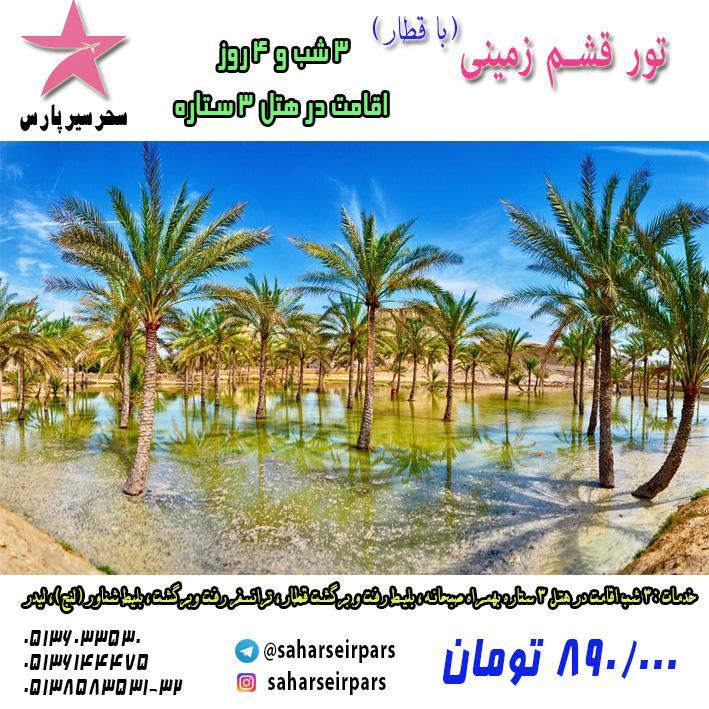 تور قشم زمینی (با قطار)
۳ شب و ۴ روز
اقامت در هتل ۳ ستاره
سحر سیر پارس
خدمات : ۳ شب اقامت در هتل ۳ ستاره بهمراه صبحانه ، بلیط رفت و برگشت قطار ، ترانسفر رفت و برگشت ، بلیط شناور (لنج) ، لیدر
۰۵۱۳۶۰۳۳۵۳۰
۰۵۱۳۶۱۴۴۴۷۵
۰۵۱۳۸۵۸۳۵۳۱-۳۲
@saharseirpars
saharseirpars
۸۹۰/۰۰۰ تومان